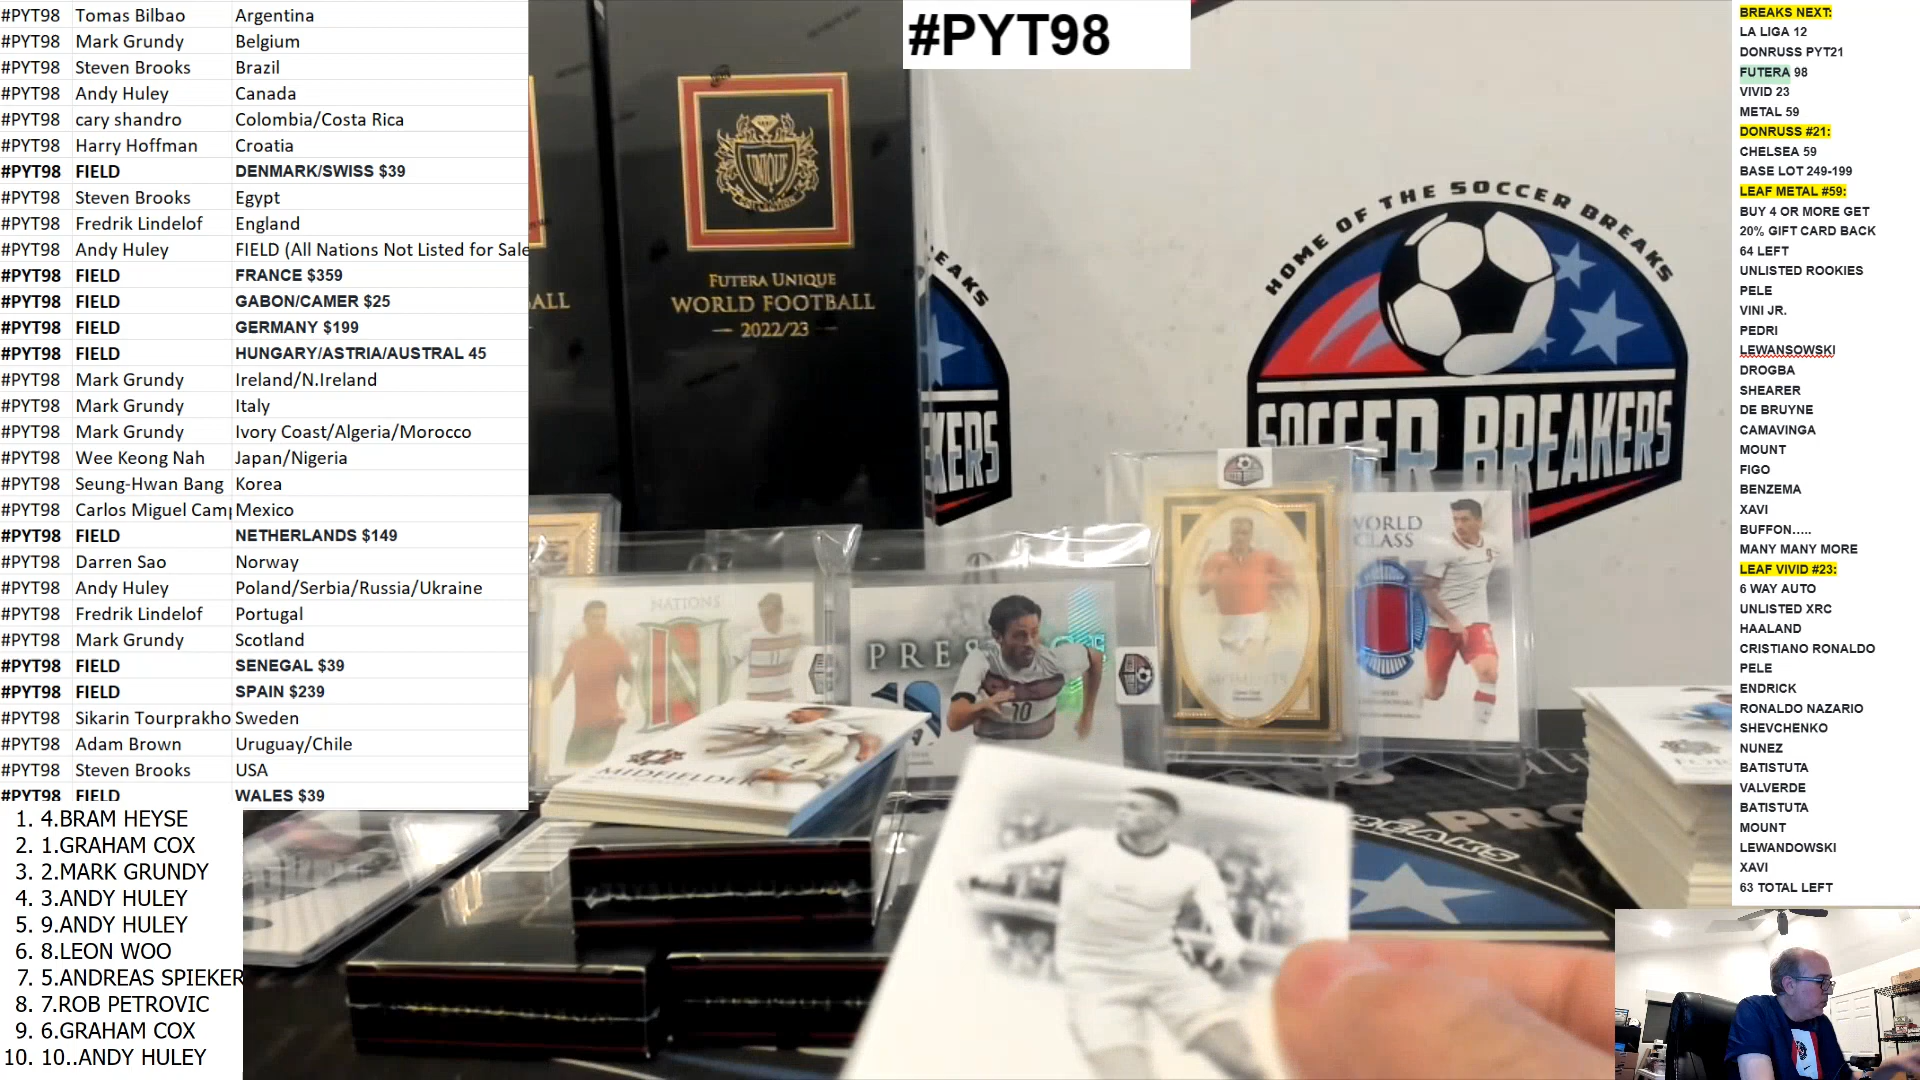 #PYT98 Tomas Bilbao Argentina
#PYT98 Mark Grundy Belgium
#PYT98 Steven Brooks Brazil
#PYT98 Andy Huley Canada
#PYT98 cary shandro Colombia/Costa Rica
#PYT98 Harry Hoffman Croatia
#PYT98 FIELD DENMARK/SWISS $39
#PYT98 Steven Brooks Egypt
#PYT98 Fredrik Lindelof England
#PYT98 Andy Huley FIELD (All Nations Not Listed for Sale
#PYT98 FIELD FRANCE $359
#PYT98 FIELD GABON/CAMER $25
#PYT98 FIELD GERMANY $199
#PYT98 FIELD HUNGARY/ASTRIA/AUSTRAL 45
#PYT98 Mark Grundy Ireland/N.Ireland
#PYT98 Mark Grundy Italy
#PYT98 Mark Grundy Ivory Coast/Algeria/Morocco
#PYT98 Wee Keong Nah Japan/Nigeria
#PYT98 Seung-Hwan Bang Korea
#PYT98 Carlos Miguel Cam Mexico
#PYT98 FIELD NETHERLANDS $149
#PYT98 Darren Sao Norway
#PYT98 Andy Huley Poland/Serbia/Russia/Ukraine
#PYT98 Fredrik Lindelof Portugal
#PYT98 Mark Grundy Scotland
#PYT98 FIELD SENEGAL $39
#PYT98 FIELD SPAIN $239
#PYT98 Sikarin Tourprakho Sweden
#PYT98 Adam Brown Uruguay/Chile
#PYT98 Steven Brooks USA
#PYT98 FIELD WALES $39
1. 4.BRAM HEYSE
2. 1.GRAHAM COX
3. 2.MARK GRUNDY
4. 3.ANDY HULEY
5. 9.ANDY HULEY
6. 8.LEON WOO
7. 5.ANDREAS SPIEKER
8. 7.ROB PETROVIC
9. 6.GRAHAM COX
10. 10..ANDY HULEY
#PYT98
UNIQUE
FUTERA UNIQUE
WORLD FOOTBALL
2022/23
ALL
EAKS
KERS
HOME OF THE SOCCER BREAKS
SOCCER BREAKERS
NATIONS
N
PRES
10
MOMENTS
WORLD
CLASS
MIDFIELDER
FOR
BREAKS
PRO
BREAKS NEXT:
LA LIGA 12
DONRUSS PYT21
FUTERA 98
VIVID 23
METAL 59
DONRUSS #21:
CHELSEA 59
BASE LOT 249-199
LEAF METAL #59:
BUY 4 OR MORE GET
20% GIFT CARD BACK
64 LEFT
UNLISTED ROOKIES
PELE
VINI JR.
PEDRI
LEWANSOWSKI
DROGBA
SHEARER
DE BRUYNE
CAMAVINGA
MOUNT
FIGO
BENZEMA
XAVI
BUFFON.....
MANY MANY MORE
LEAF VIVID #23:
6 WAY AUTO
UNLISTED XRC
HAALAND
CRISTIANO RONALDO
PELE
ENDRICK
RONALDO NAZARIO
SHEVCHENKO
NUNEZ
BATISTUTA
VALVERDE
BATISTUTA
MOUNT
LEWANDOWSKI
XAVI
63 TOTAL LEFT